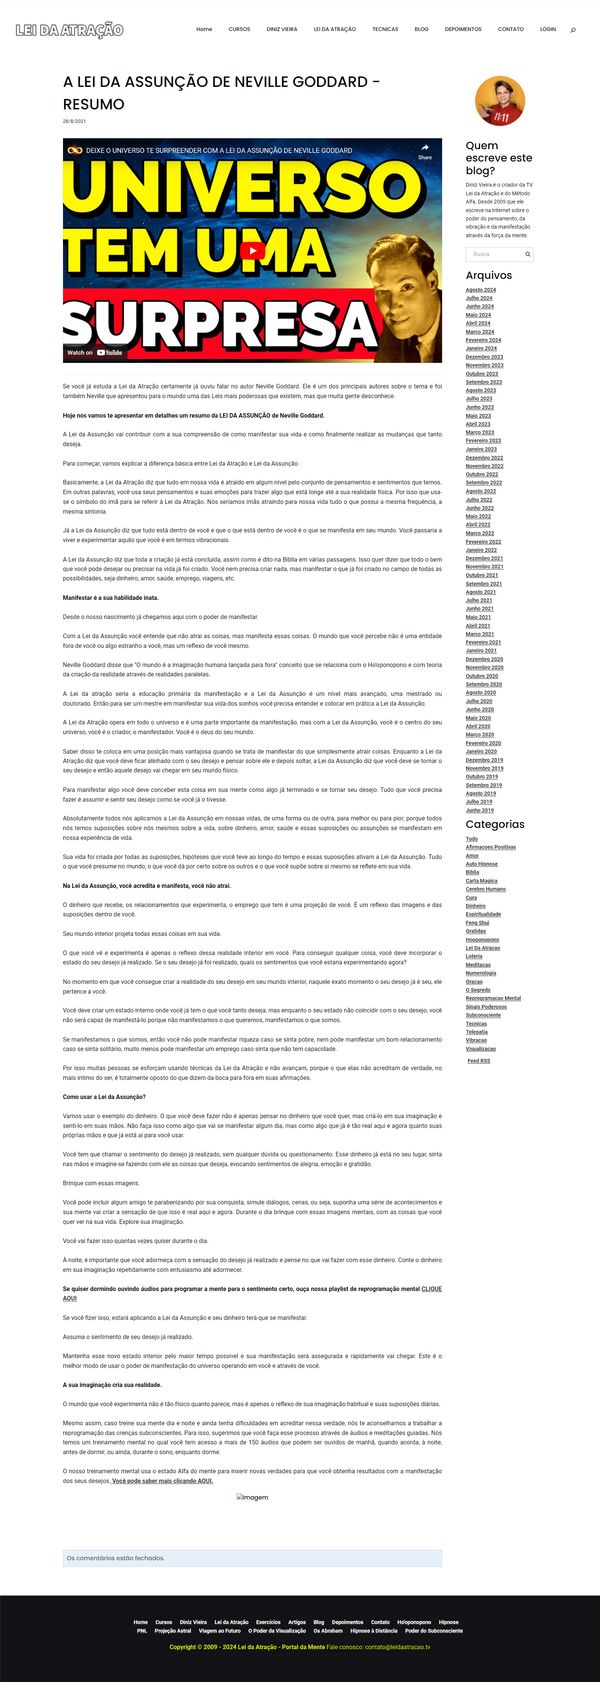 LEI DA ATRAÇÃO
Home CURSOS DINIZ VIEIRA LEI DA ATRAÇÃO TECNICAS BLOG DEPOIMENTOS CONTATO LOGIN
A LEI DA ASSUNÇÃO DE NEVILLE GODDARD -
RESUMO
28/8/2021
DEIXE O UNIVERSO TE SURPREENDER COM A LEI DA ASSUNÇÃO DE NEVILLE GODDARD
Share
UNIVERSO
TEM UMA
SURPRESA
Watch on YouTube
Se você já estuda a Lei da Atração certamente já ouviu falar no autor Neville Goddard. Ele é um dos principais autores sobre o tema e foi
também Neville que apresentou para o mundo uma das Leis mais poderosas que existem, mas que muita gente desconhece.
Hoje nós vamos te apresentar em detalhes um resumo da LEI DA ASSUNÇÃO de Neville Goddard.
A Lei da Assunção vai contribuir com a sua compreensão de como manifestar sua vida e como finalmente realizar as mudanças que tanto
deseja.
Para começar, vamos explicar a diferença básica entre Lei da Atração e Lei da Assunção.
Basicamente, a Lei da Atração diz que tudo em nossa vida é atraído em algum nível pelo conjunto de pensamentos e sentimentos que temos.
Em outras palavras, você usa seus pensamentos e suas emoções para trazer algo que está longe até a sua realidade física. Por isso que usa-
se o símbolo do ímã para se referir à Lei da Atração. Nós seríamos ímãs atraindo para nossa vida tudo o que possui a mesma frequência, a
mesma sintonia.
Já a Lei da Assunção diz que tudo está dentro de você e que o que está dentro de você é o que se manifesta em seu mundo. Você passaria a
viver e experimentar aquilo que você é em termos vibracionais.
A Lei da Assunção diz que toda a criação já está concluída, assim como é dito na Bíblia em várias passagens. Isso quer dizer que todo o bem
que você pode desejar ou precisar na vida já foi criado. Você nem precisa criar nada, mas manifestar o que já foi criado no campo de todas as
possibilidades, seja dinheiro, amor, saúde, emprego, viagens, etc.
Manifestar é a sua habilidade inata.
Desde o nosso nascimento já chegamos aqui com o poder de manifestar.
Com a Lei da Assunção você entende que não atrai as coisas, mas manifesta essas coisas. O mundo que você percebe não é uma entidade
fora de você ou algo estranho a você, mas um reflexo de você mesmo.
Neville Goddard disse que "O mundo é a imaginação humana lançada para fora" conceito que se relaciona com o Ho'oponopono e com teoria
da criação da realidade através de realidades paralelas.
A Lei da atração seria a educação primária da manifestação e a Lei da Assunção é um nível mais avançado, uma mestrado ou
doutorado. Então para ser um mestre em manifestar sua vida dos sonhos você precisa entender e colocar em prática a Lei da Assunção.
A Lei da Atração opera em todo o universo e é uma parte importante da manifestação, mas com a Lei da Assunção, você é o centro do seu
universo, você é o criador, o manifestador. Você é o deus do seu mundo.
Saber disso te coloca em uma posição mais vantajosa quando se trata de manifestar do que simplesmente atrair coisas. Enquanto a Lei da
Atração diz que você deve ficar alinhado com o seu desejo e pensar sobre ele e depois soltar, a Lei da Assunção diz que você deve se tornar o
seu desejo e então aquele desejo vai chegar em seu mundo físico.
Para manifestar algo você deve conceber esta coisa em sua mente como algo já terminado e se tornar seu desejo. Tudo que você precisa
fazer é assumir e sentir seu desejo como se você já o tivesse.
Absolutamente todos nós aplicamos a Lei da Assunção em nossas vidas, de uma forma ou de outra, para melhor ou para pior, porque todos
nós temos suposições sobre nós mesmos sobre a vida, sobre dinheiro, amor, saúde e essas suposições ou assunções se manifestam em
nossa experiência de vida.
Sua vida foi criada por todas as suposições, hipóteses que você teve ao longo do tempo e essas suposições ativam a Lei da Assunção. Tudo
o que você presume no mundo, o que você dá por certo sobre os outros e o que você supõe sobre si mesmo se reflete em sua vida.
Na Lei da Assunção, você acredita e manifesta, você não atrai.
O dinheiro que recebe, os relacionamentos que experimenta, o emprego que tem é uma projeção de você. É um reflexo das imagens e das
suposições dentro de você.
Seu mundo interior projeta todas essas coisas em sua vida.
O que você vê e experimenta é apenas o reflexo dessa realidade interior em você. Para conseguir qualquer coisa, você deve incorporar o
estado do seu desejo já realizado. Se o seu desejo já foi realizado, quais os sentimentos que você estaria experimentando agora?
No momento em que você consegue criar a realidade do seu desejo em seu mundo interior, naquele exato momento o seu desejo já é seu, ele
pertence a você.
Você deve criar um estado interno onde você já tem o que você tanto deseja, mas enquanto o seu estado não coincidir com o seu desejo, você
não será capaz de manifestá-lo porque não manifestamos o que queremos, manifestamos o que somos.
Se manifestamos o que somos, então você não pode manifestar riqueza caso se sinta pobre, nem pode manifestar um bom relacionamento
caso se sinta solitário, muito menos pode manifestar um emprego caso sinta que não tem capacidade.
Por isso muitas pessoas se esforçam usando técnicas da Lei da Atração e não avançam, porque o que elas não acreditam de verdade, no
mais íntimo do ser, é totalmente oposto do que dizem da boca para fora em suas afirmações.
Como usar a Lei da Assunção?
Vamos usar o exemplo do dinheiro. O que você deve fazer não é apenas pensar no dinheiro que você quer, mas criá-lo em sua imaginação e
senti-lo em suas mãos. Não faça isso como algo que vai se manifestar algum dia, mas como algo que já é tão real aqui e agora quanto suas
próprias mãos e que já está aí para você usar.
Você tem que chamar o sentimento do desejo já realizado, sem qualquer dúvida ou questionamento. Esse dinheiro já está no seu lugar, sinta
nas mãos e imagine-se fazendo com ele as coisas que deseja, evocando sentimentos de alegria, emoção e gratidão.
Brinque com essas imagens.
Você pode incluir algum amigo te parabenizando por sua conquista, simule diálogos, cenas, ou seja, suponha uma série de acontecimentos e
sua mente vai criar a sensação de que isso é real aqui e agora. Durante o dia brinque com essas imagens mentais, com as coisas que você
quer ver na sua vida. Explore sua imaginação.
Você vai fazer isso quantas vezes quiser durante o dia.
À noite, é importante que você adormeça com a sensação do desejo já realizado e pense no que vai fazer com esse dinheiro. Conte o dinheiro
em sua imaginação repetidamente com entusiasmo até adormecer.
Se quiser dormindo ouvindo áudios para programar a mente para o sentimento certo, ouça nossa playlist de reprogramação mental CLIQUE
AQUI
Se você fizer isso, estará aplicando a Lei da Assunção e seu dinheiro terá que se manifestar.
Assuma o sentimento de seu desejo já realizado.
Mantenha esse novo estado interior pelo maior tempo possível e sua manifestação será assegurada e rapidamente vai chegar. Este é o
melhor modo de usar o poder de manifestação do universo operando em você e através de você.
A sua imaginação cria sua realidade.
O mundo que você experimenta não é tão físico quanto parece, mas é apenas o reflexo de sua imaginação habitual e suas suposições diárias.
Mesmo assim, caso treine sua mente dia e noite e ainda tenha dificuldades em acreditar nessa verdade, nós te aconselhamos a trabalhar a
reprogramação das crenças subconscientes. Para isso, sugerimos que você faça esse processo através de áudios e meditações guiadas. Nós
temos um treinamento mental no qual você tem acesso a mais de 150 áudios que podem ser ouvidos de manhã, quando acorda, à noite,
antes de dormir, ou ainda, durante o sono, enquanto dorme.
O nosso treinamento mental usa o estado Alfa do mente para inserir novas verdades para que você obtenha resultados com a manifestação
dos seus desejos. Você pode saber mais clicando AQUI.
Imagem
Os comentários estão fechados.
11:11
Quem
escreve este
blog?
Diniz Vieira é o criador da TV
Lei da Atração e do Método
Alfa. Desde 2009 que ele
escreve na Internet sobre o
poder do pensamento, da
vibração e da manifestação
através da força da mente.
Busca
Arquivos
Agosto 2024
Julho 2024
Junho 2024
Maio 2024
Abril 2024
Março 2024
Fevereiro 2024
Janeiro 2024
Dezembro 2023
Novembro 2023
Outubro 2023
Setembro 2023
Agosto 2023
Julho 2023
Junho 2023
Maio 2023
Abril 2023
Março 2023
Fevereiro 2023
Janeiro 2023
Dezembro 2022
Novembro 2022
Outubro 2022
Setembro 2022
Agosto 2022
Julho 2022
Junho 2022
Maio 2022
Abril 2022
Março 2022
Fevereiro 2022
Janeiro 2022
Dezembro 2021
Novembro 2021
Outubro 2021
Setembro 2021
Agosto 2021
Julho 2021
Junho 2021
Maio 2021
Abril 2021
Março 2021
Fevereiro 2021
Janeiro 2021
Dezembro 2020
Novembro 2020
Outubro 2020
Setembro 2020
Agosto 2020
Julho 2020
Junho 2020
Maio 2020
Abril 2020
Março 2020
Fevereiro 2020
Janeiro 2020
Dezembro 2019
Novembro 2019
Outubro 2019
Setembro 2019
Agosto 2019
Julho 2019
Junho 2019
Categorias
Tudo
Afirmacoes Positivas
Amor
Auto Hipnose
Biblia
Carta Magica
Cerebro Humano
Cura
Dinheiro
Espiritualidade
Feng Shui
Gratidao
Hooponopono
Lei Da Atracao
Loteria
Meditacao
Numerologia
Oracao
O Segredo
Reprogramacao Mental
Sinais Poderosos
Subconsciente
Tecnicas
Telepatia
Vibracao
Visualizacao
Feed RSS
Home Cursos Diniz Vieira Lei da Atração Exercícios Artigos Blog Depoimentos Contato Ho'oponopono Hipnose
PNL Projeção Astral Viagem ao Futuro O Poder da Visualização Os Abraham Hipnose à Distância Poder do Subconsciente
Copyright © 2009 - 2024 Lei da Atração - Portal da Mente Fale conosco: contato@leidaatracao.tv